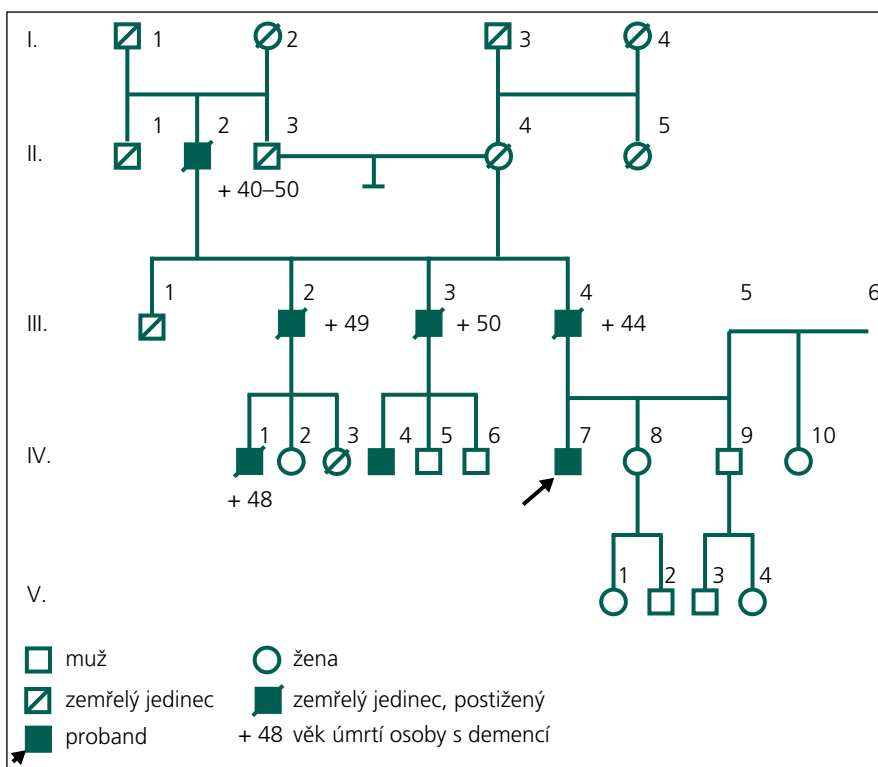 I. 1 2 3 4
II. 1 2 3 4 5
+ 40–50
III. 1 2 3 4 5 6
+ 49 + 50 + 44
IV. 1 2 3 4 5 6 7 8 9 10
+ 48
V. 1 2 3 4
muž žena
zemřelý jedinec zemřelý jedinec, postižený
proband + 48 věk úmrtí osoby s demencí